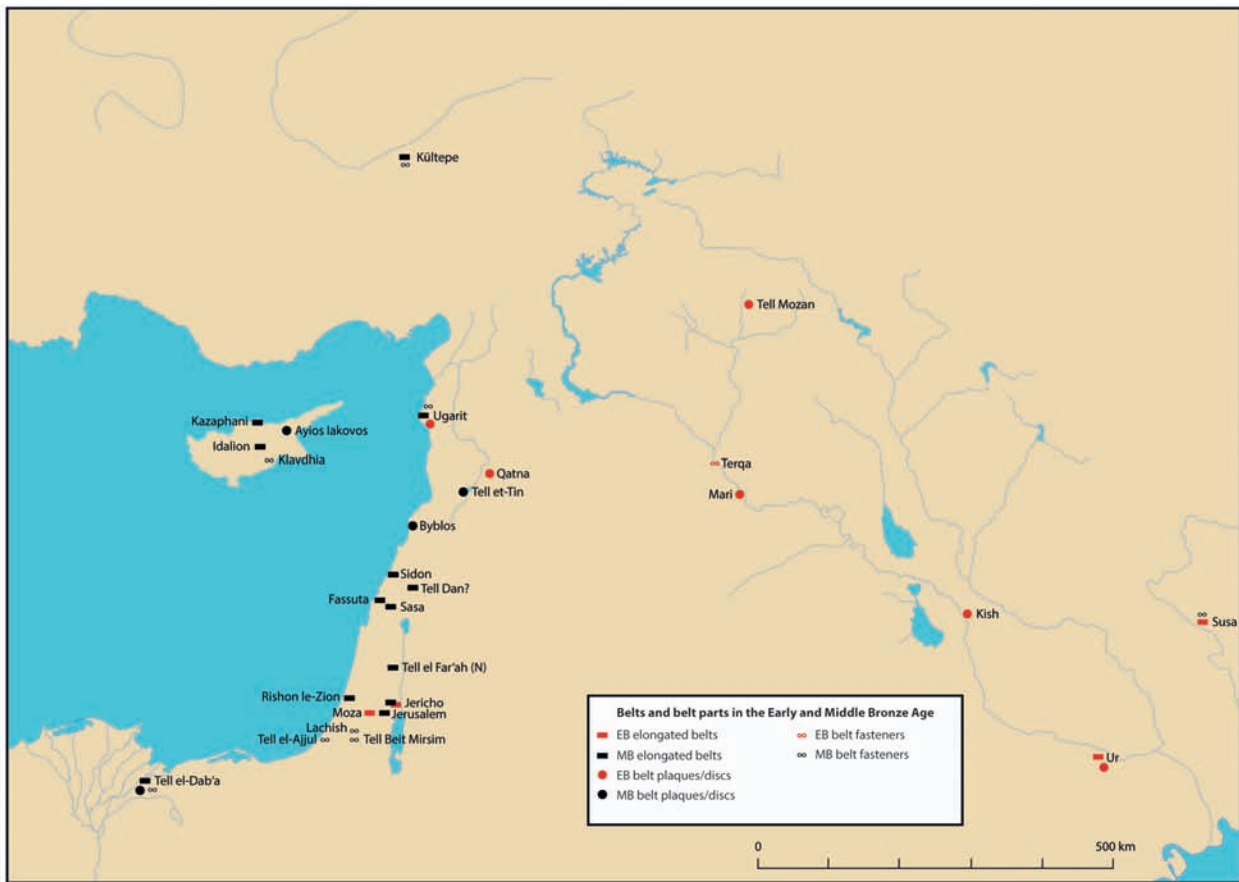 Kültepe
Tell Mozan
Ugarit
Kazaphani
Ayios Iakovos
Idalion
Klavdhia
Qatna
Terqa
Tell et-Tin
Mari
Byblos
Sidon
Tell Dan?
Fassuta
Sasa
Kish
Susa
Tell el Far'ah (N)
Rishon le-Zion
Jericho
Moza
Jerusalem
Lachish
Tell el-Ajjul
Tell Beit Mirsim
Tell el-Dab'a
Ur
Belts and belt parts in the Early and Middle Bronze Age
EB elongated belts
EB belt fasteners
MB elongated belts
MB belt fasteners
EB belt plaques/discs
MB belt plaques/discs
0 500 km